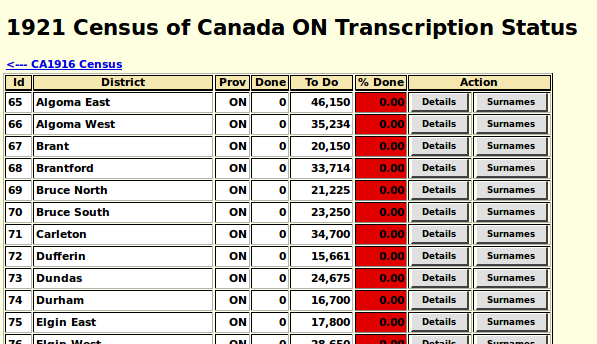 1921 Census of Canada ON Transcription Status
<--- CA1916 Census
Id District Prov Done To Do % Done Action
65 Algoma East ON 0 46,150 0.00 Details Surnames
66 Algoma West ON 0 35,234 0.00 Details Surnames
67 Brant ON 0 20,150 0.00 Details Surnames
68 Brantford ON 0 33,714 0.00 Details Surnames
69 Bruce North ON 0 21,225 0.00 Details Surnames
70 Bruce South ON 0 23,250 0.00 Details Surnames
71 Carleton ON 0 34,700 0.00 Details Surnames
72 Dufferin ON 0 15,661 0.00 Details Surnames
73 Dundas ON 0 24,675 0.00 Details Surnames
74 Durham ON 0 16,700 0.00 Details Surnames
75 Elgin East ON 0 17,800 0.00 Details Surnames
76 Elgin West ON 0 28,650 0.00 Details Surnames